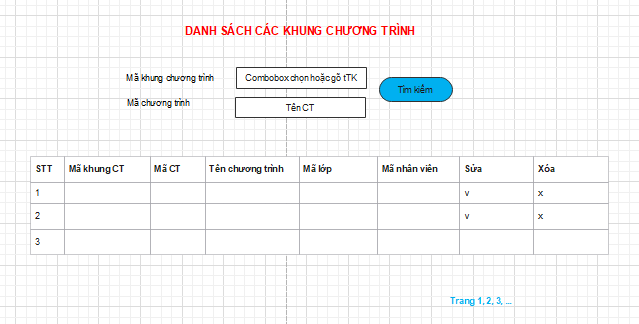 DANH SÁCH CÁC KHUNG CHƯƠNG TRÌNH
Mã khung chương trình Combobox chọn hoặc gõ tTK
Tìm kiếm
Mã chương trình Tên CT
STT Mã khung CT Mã CT Tên chương trình Mã lớp Mã nhân viên Sửa Xóa
1 v x
2 v x
3
Trang 1, 2, 3, ...